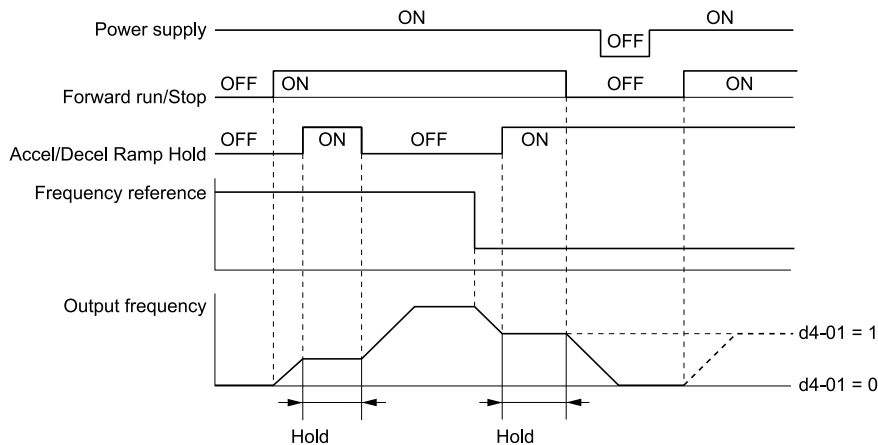 ON
ON
Power supply
OFF
OFF
ON
OFF
ON
Forward run/Stop
OFF
ON
OFF
ON
Accel/Decel Ramp Hold
Frequency reference
Output frequency
d4-01 = 1
d4-01 = 0
Hold
Hold